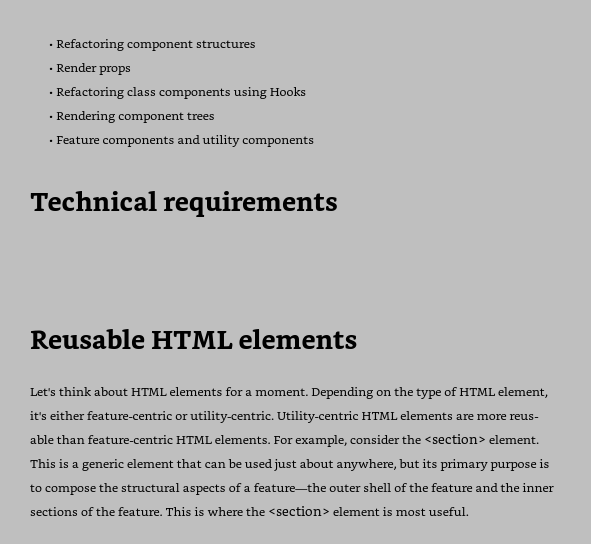 • Refactoring component structures
• Render props
• Refactoring class components using Hooks
• Rendering component trees
• Feature components and utility components
Technical requirements
Reusable HTML elements
Let's think about HTML elements for a moment. Depending on the type of HTML element,
it's either feature-centric or utility-centric. Utility-centric HTML elements are more reus-
able than feature-centric HTML elements. For example, consider the <section> element.
This is a generic element that can be used just about anywhere, but its primary purpose is
to compose the structural aspects of a feature—the outer shell of the feature and the inner
sections of the feature. This is where the <section> element is most useful.